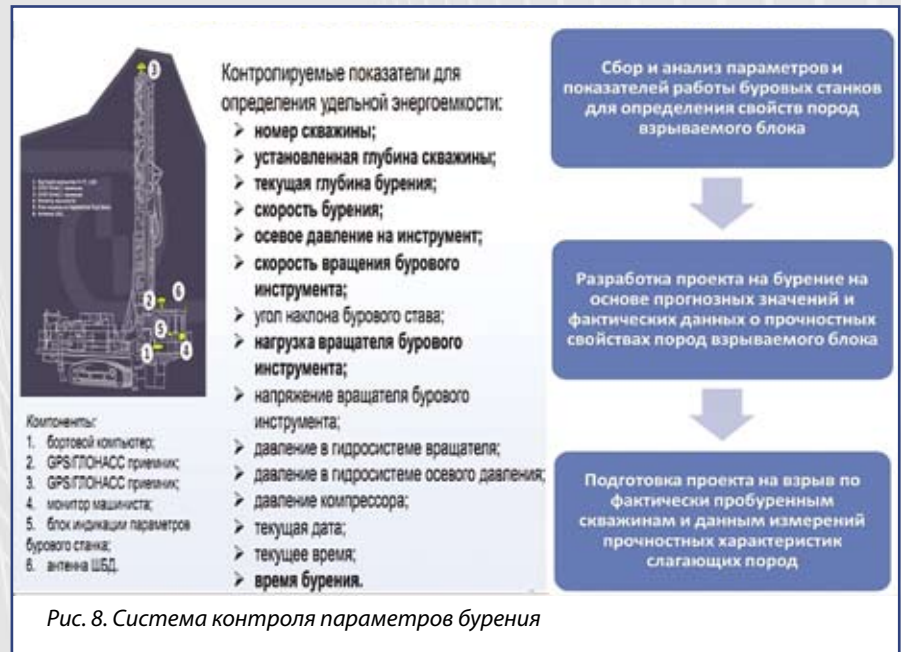 Контролируемые показатели для
определения удельной энергоемкости:
➢ номер скважины;
➢ установленная глубина скважины;
➢ текущая глубина бурения;
➢ скорость бурения;
➢ осевое давление на инструмент;
➢ скорость вращения бурового
инструмента;
➢ угол наклона бурового става;
➢ нагрузка вращателя бурового
инструмента;
➢ напряжение вращателя бурового
инструмента;
➢ давление в гидросистеме вращателя;
➢ давление в гидросистеме осевого давления;
➢ давление компрессора;
➢ текущая дата;
➢ текущее время;
➢ время бурения.
3
2
6
5
1
4
Компоненты:
1. бортовой компьютер;
2. GPS/ГЛОНАСС приемник;
3. GPS/ГЛОНАСС приемник;
4. монитор машиниста;
5. блок индикации параметров
бурового станка;
6. антенна ШБД.
Сбор и анализ параметров и
показателей работы буровых станков
для определения свойств пород
взрываемого блока
Разработка проекта на бурение на
основе прогнозных значений и
фактических данных о прочностных
свойствах пород взрываемого блока
Подготовка проекта на взрыв по
фактически пробуренным
скважинам и данным измерений
прочностных характеристик
слагающих пород
Рис. 8. Система контроля параметров бурения